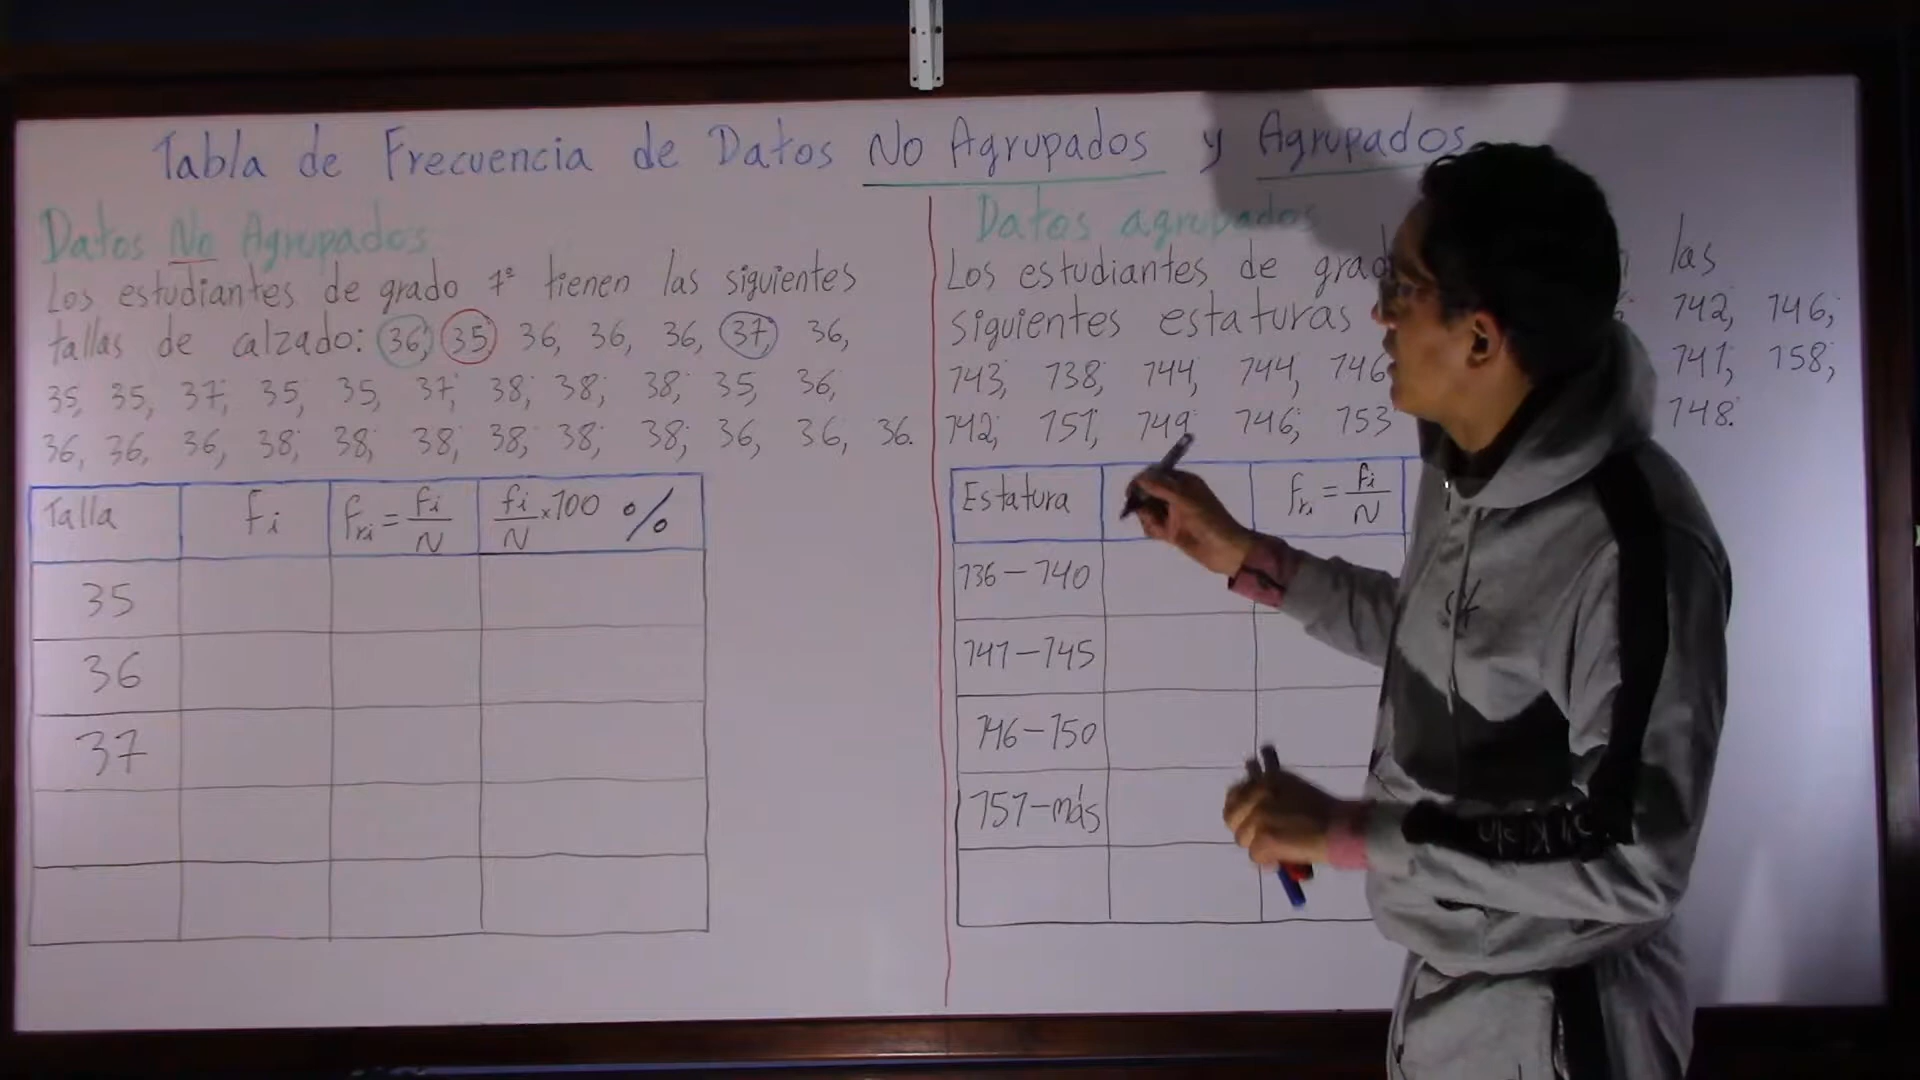 Tabla de Frecuencia de Datos No Agrupados y Agrupados
Datos No Agrupados
Los estudiantes de grado 7º tienen las siguientes
tallas de calzado: 36, 35, 36, 36, 36, 37, 36,
35, 35, 37, 35, 35, 37, 38, 38, 38, 35, 36,
36, 36, 36, 38, 38, 38, 38, 38, 38, 36, 36, 36.
Talla fi fri = fi/N fi/N × 100 %
35
36
37
Datos agrupados
Los estudiantes de grad las
siguientes estaturas 142, 146;
143; 138; 144; 144; 146 141; 158;
142; 151; 149; 146; 153 148.
Estatura fri = fi/N
136 – 140
141 – 145
146 – 150
151 – más